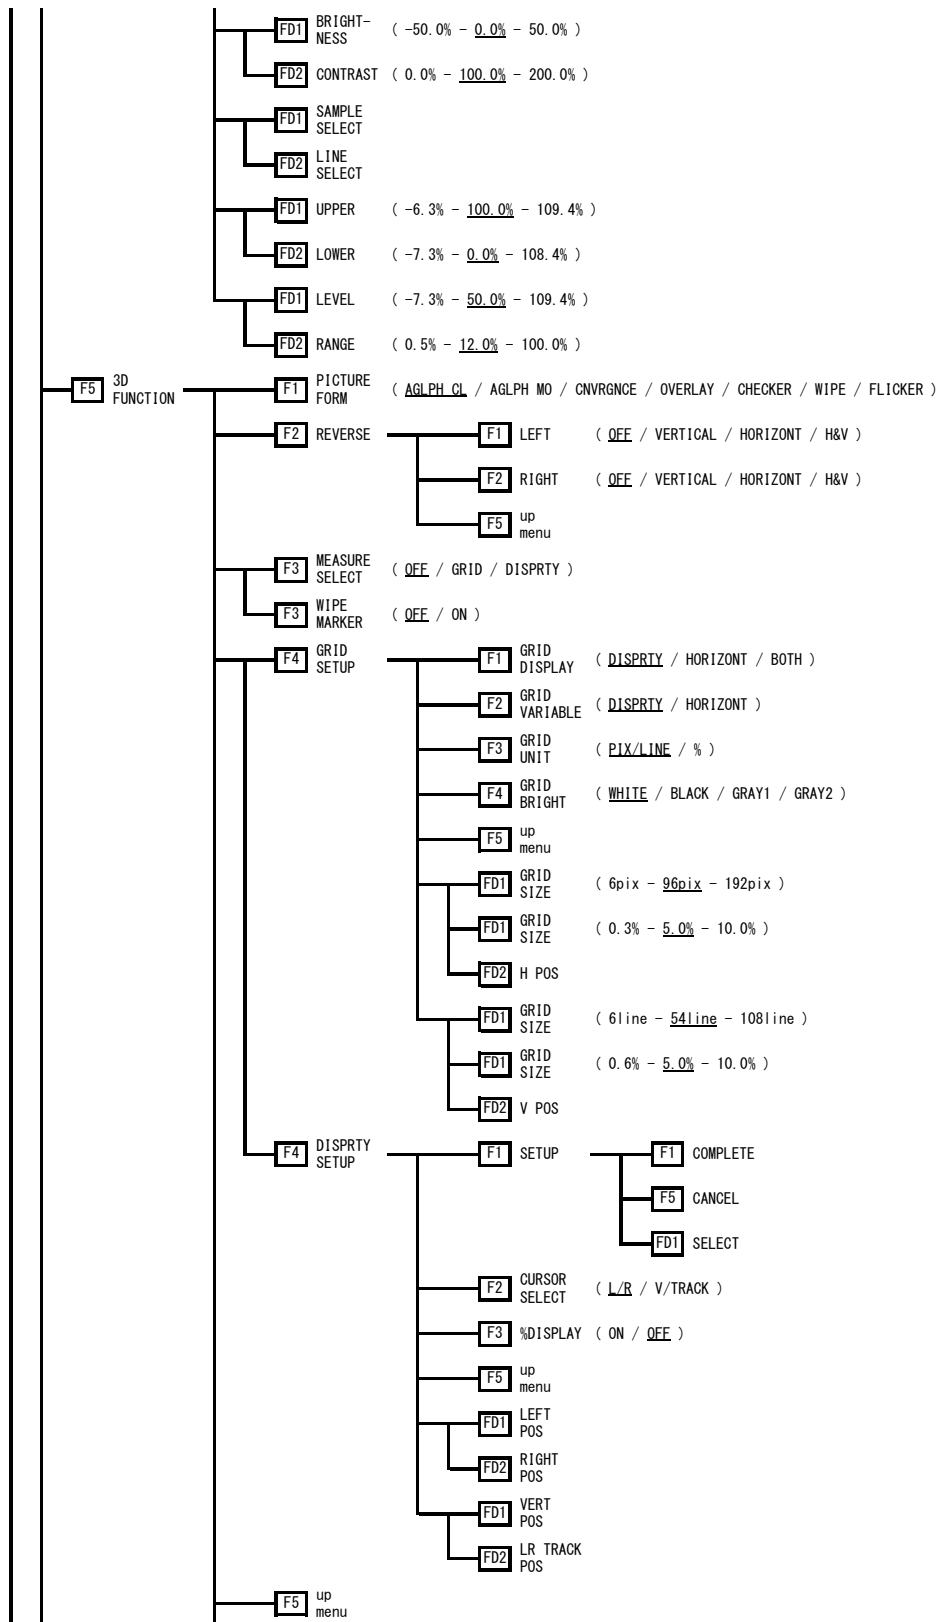 FD1 BRIGHT-
NESS ( -50.0% - 0.0% - 50.0% )
FD2 CONTRAST ( 0.0% - 100.0% - 200.0% )
FD1 SAMPLE
SELECT
FD2 LINE
SELECT
FD1 UPPER ( -6.3% - 100.0% - 109.4% )
FD2 LOWER ( -7.3% - 0.0% - 108.4% )
FD1 LEVEL ( -7.3% - 50.0% - 109.4% )
FD2 RANGE ( 0.5% - 12.0% - 100.0% )
F5 3D
FUNCTION
F1 PICTURE
FORM ( AGLPH CL / AGLPH MO / CNVRGNCE / OVERLAY / CHECKER / WIPE / FLICKER )
F2 REVERSE
F1 LEFT ( OFF / VERTICAL / HORIZONT / H&V )
F2 RIGHT ( OFF / VERTICAL / HORIZONT / H&V )
F5 up
menu
F3 MEASURE
SELECT ( OFF / GRID / DISPRTY )
F3 WIPE
MARKER ( OFF / ON )
F4 GRID
SETUP
F1 GRID
DISPLAY ( DISPRTY / HORIZONT / BOTH )
F2 GRID
VARIABLE ( DISPRTY / HORIZONT )
F3 GRID
UNIT ( PIX/LINE / % )
F4 GRID
BRIGHT ( WHITE / BLACK / GRAY1 / GRAY2 )
F5 up
menu
FD1 GRID
SIZE ( 6pix - 96pix - 192pix )
FD1 GRID
SIZE ( 0.3% - 5.0% - 10.0% )
FD2 H POS
FD1 GRID
SIZE ( 6line - 54line - 108line )
FD1 GRID
SIZE ( 0.6% - 5.0% - 10.0% )
FD2 V POS
F4 DISPRTY
SETUP
F1 SETUP
F1 COMPLETE
F5 CANCEL
FD1 SELECT
F2 CURSOR
SELECT ( L/R / V/TRACK )
F3 %DISPLAY ( ON / OFF )
F5 up
menu
FD1 LEFT
POS
FD2 RIGHT
POS
FD1 VERT
POS
FD2 LR TRACK
POS
F5 up
menu